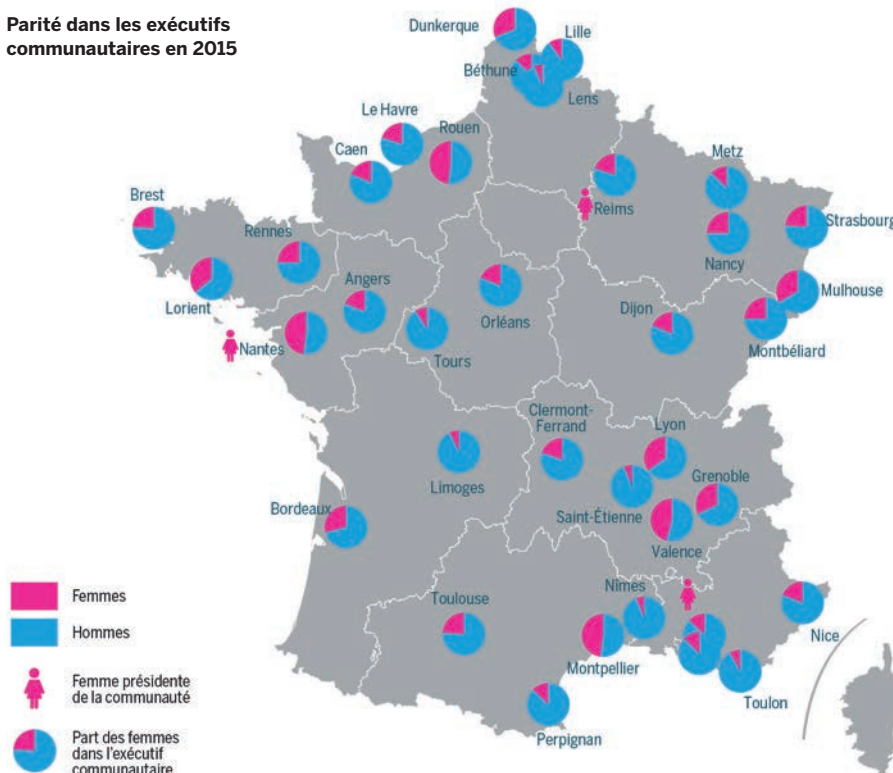 Parité dans les exécutifs
communautaires en 2015
Dunkerque
Lille
Béthune
Lens
Le Havre
Rouen
Caen
Reims
Metz
Brest
Strasbourg
Rennes
Nancy
Lorient
Angers
Orléans
Dijon
Mulhouse
Nantes
Tours
Montbéliard
Clermont-
Ferrand
Lyon
Limoges
Grenoble
Saint-Étienne
Bordeaux
Valence
Femmes
Toulouse
Nîmes
Hommes
Nice
Montpellier
Femme présidente
de la communauté
Toulon
Perpignan
Part des femmes
dans l'exécutif
communautaire